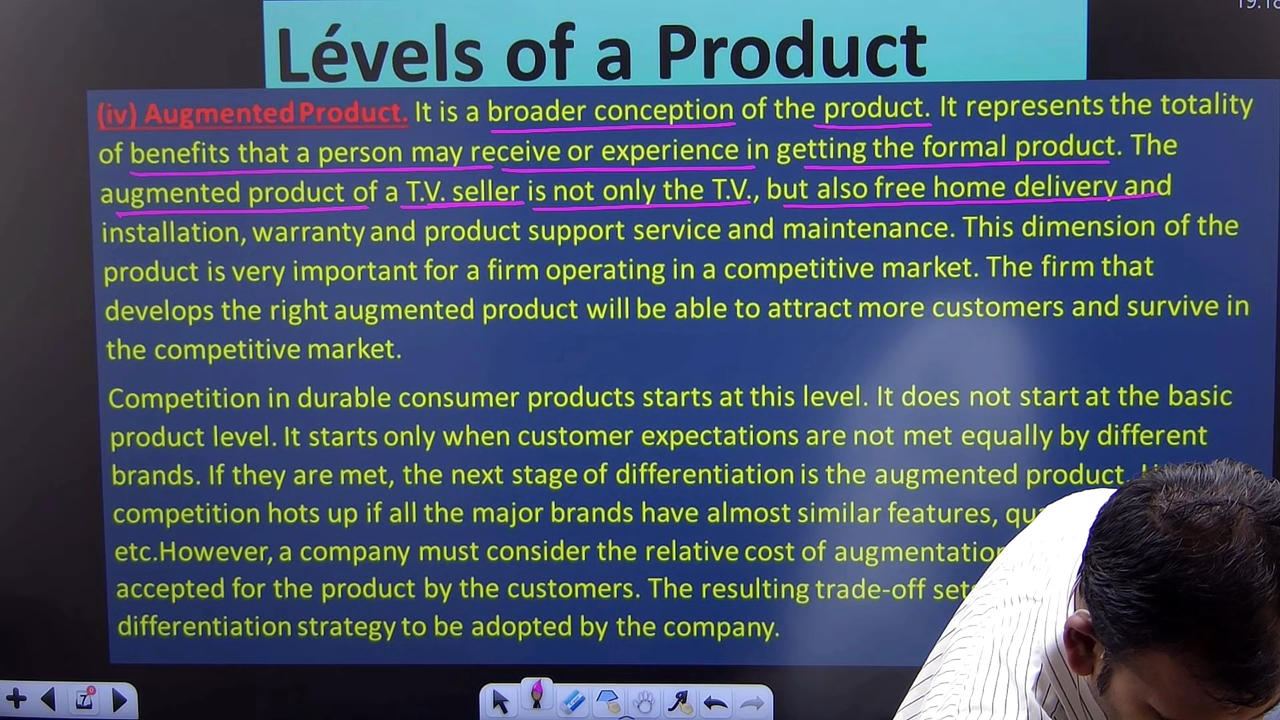 19:18
Lévels of a Product
(iv) Augmented Product. It is a broader conception of the product. It represents the totality
of benefits that a person may receive or experience in getting the formal product. The
augmented product of a T.V. seller is not only the T.V., but also free home delivery and
installation, warranty and product support service and maintenance. This dimension of the
product is very important for a firm operating in a competitive market. The firm that
develops the right augmented product will be able to attract more customers and survive in
the competitive market.
Competition in durable consumer products starts at this level. It does not start at the basic
product level. It starts only when customer expectations are not met equally by different
brands. If they are met, the next stage of differentiation is the augmented product.
competition hots up if all the major brands have almost similar features,
etc.However, a company must consider the relative cost of
accepted for the product by the customers. The resulting trade-off
differentiation strategy to be adopted by the company.